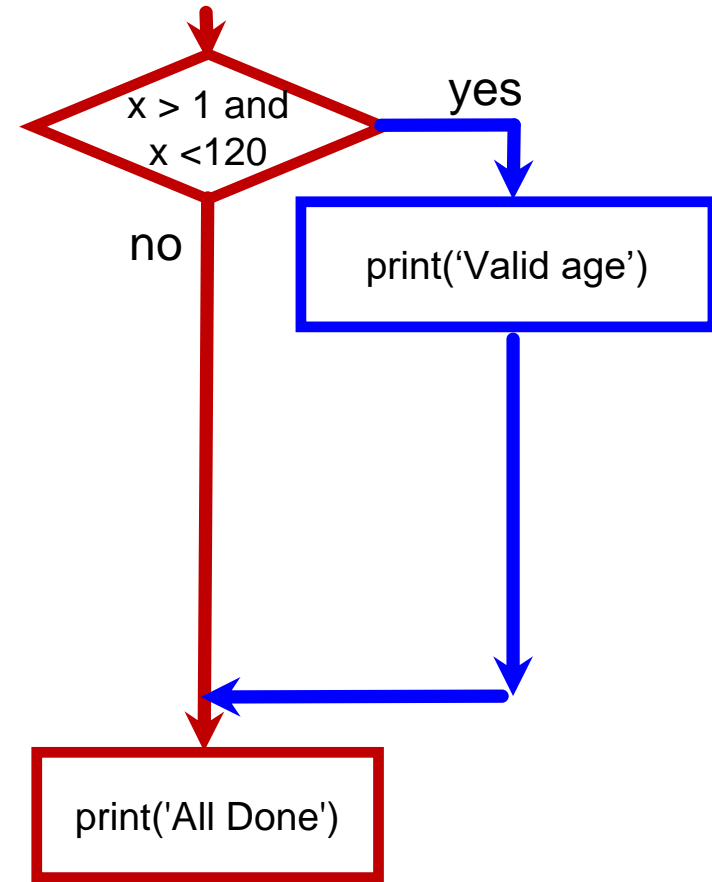 x > 1 and
x <120
yes
no
print(‘Valid age’)
print('All Done')